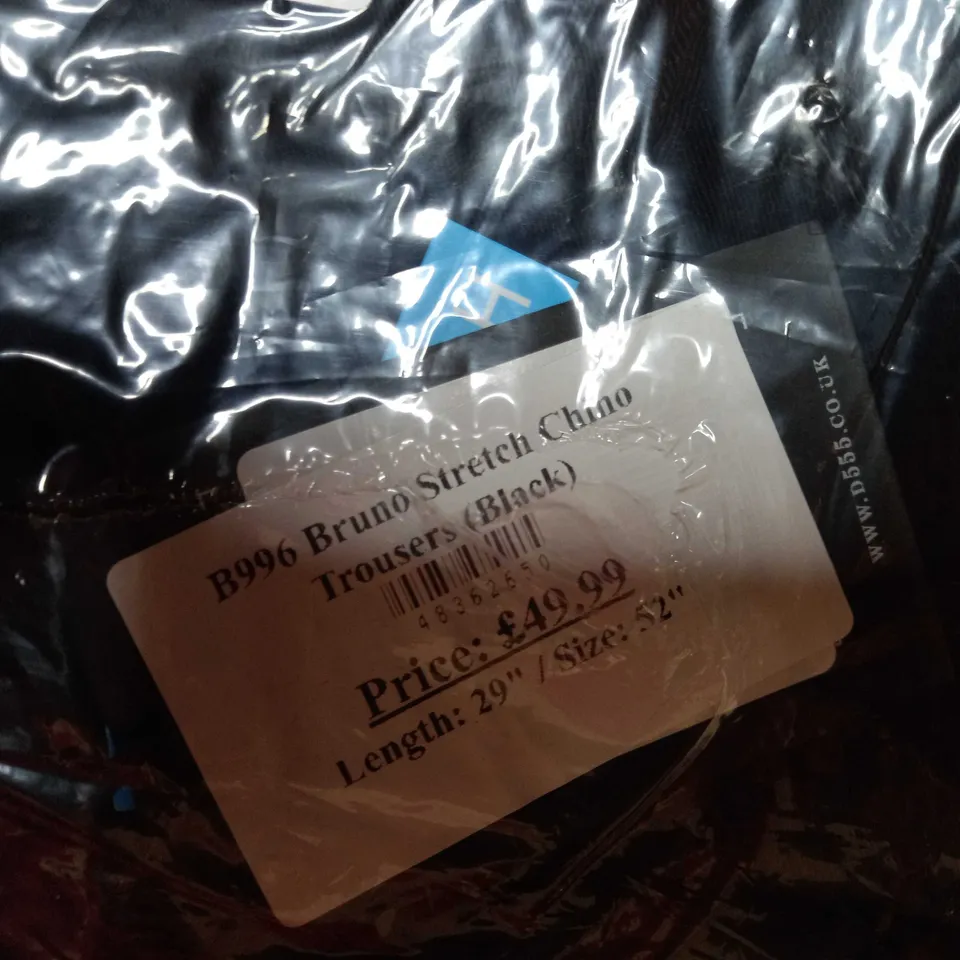 B996 Bruno Stretch Chino
Trousers (Black)
48362650
Price: £49.99
Length: 29" / Size: 52"
WWW.D555.CO.UK